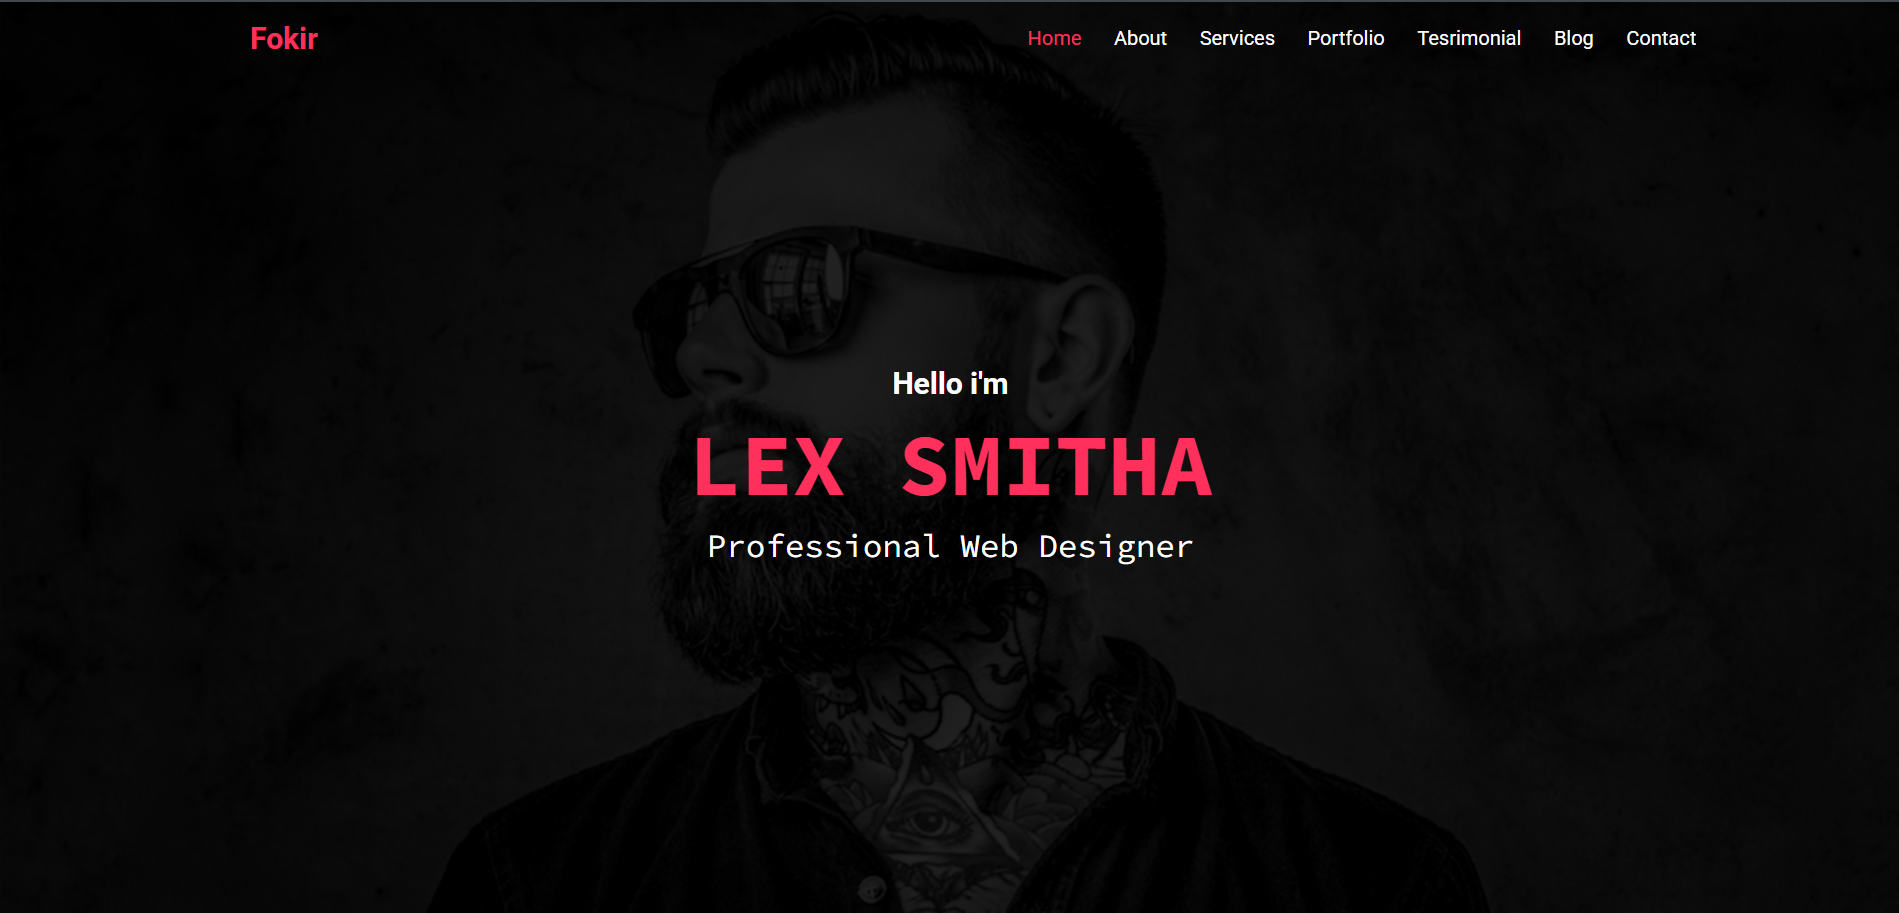 Fokir
Home About Services Portfolio Tesrimonial Blog Contact
Hello i'm
LEX SMITHA
Professional Web Designer